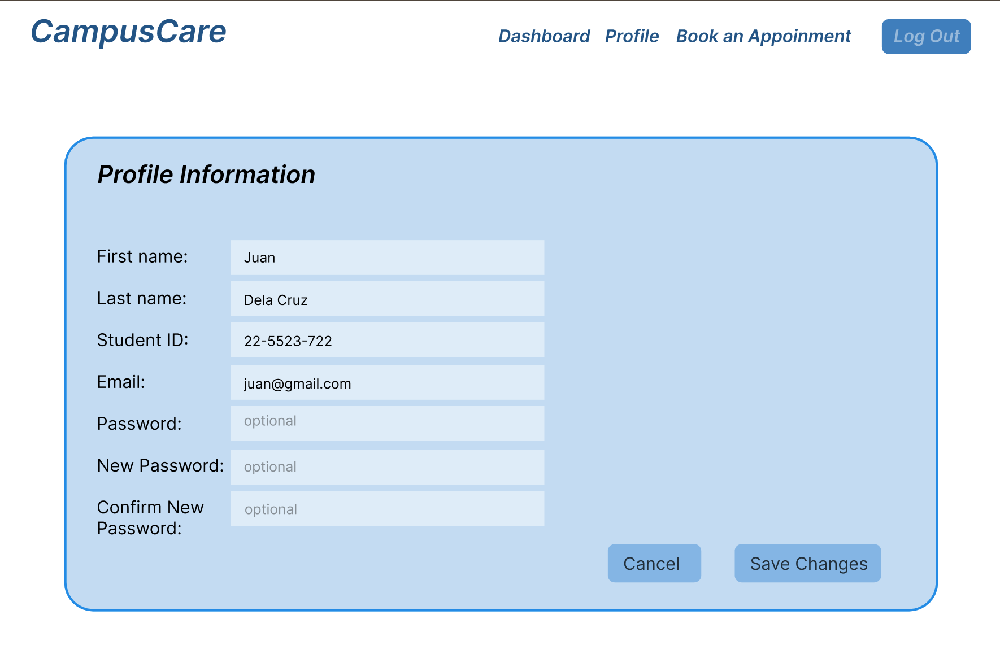 CampusCare
Dashboard Profile Book an Appoinment Log Out
Profile Information
First name: Juan
Last name: Dela Cruz
Student ID: 22-5523-722
Email: juan@gmail.com
Password: optional
New Password: optional
Confirm New optional
Password:
Cancel Save Changes